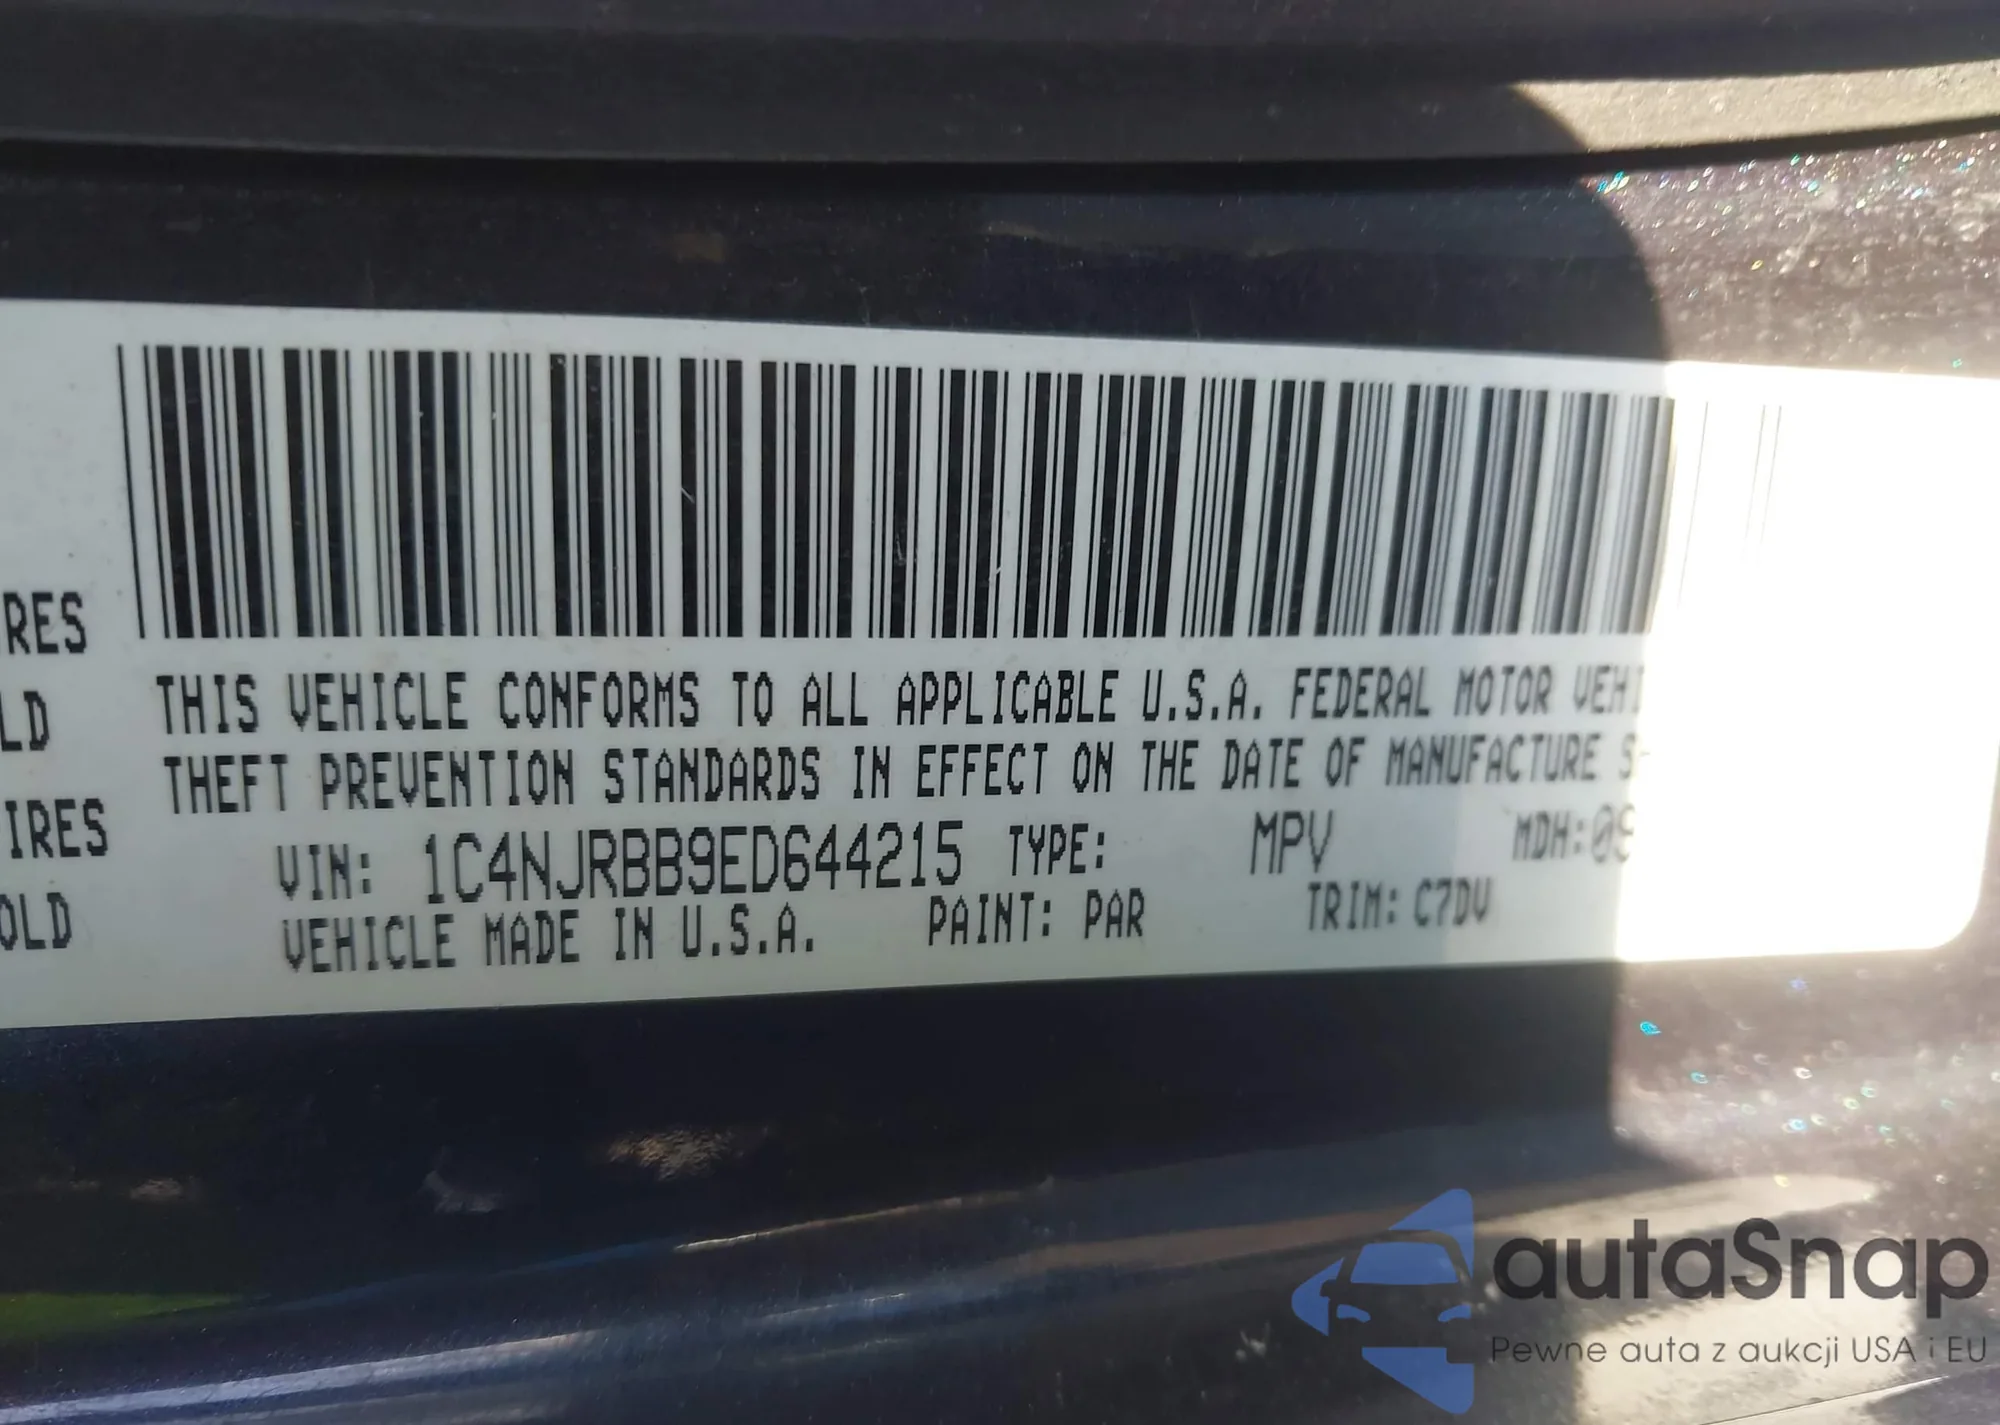 RES
LD
IRES
OLD
THIS VEHICLE CONFORMS TO ALL APPLICABLE U.S.A. FEDERAL MOTOR VEHI
THEFT PREVENTION STANDARDS IN EFFECT ON THE DATE OF MANUFACTURE S
VIN: 1C4NJRBB9ED644215 TYPE: MPV MDH:09
VEHICLE MADE IN U.S.A. PAINT: PAR TRIM: C7DV
autaSnap
Pewne auta z aukcji USA i EU